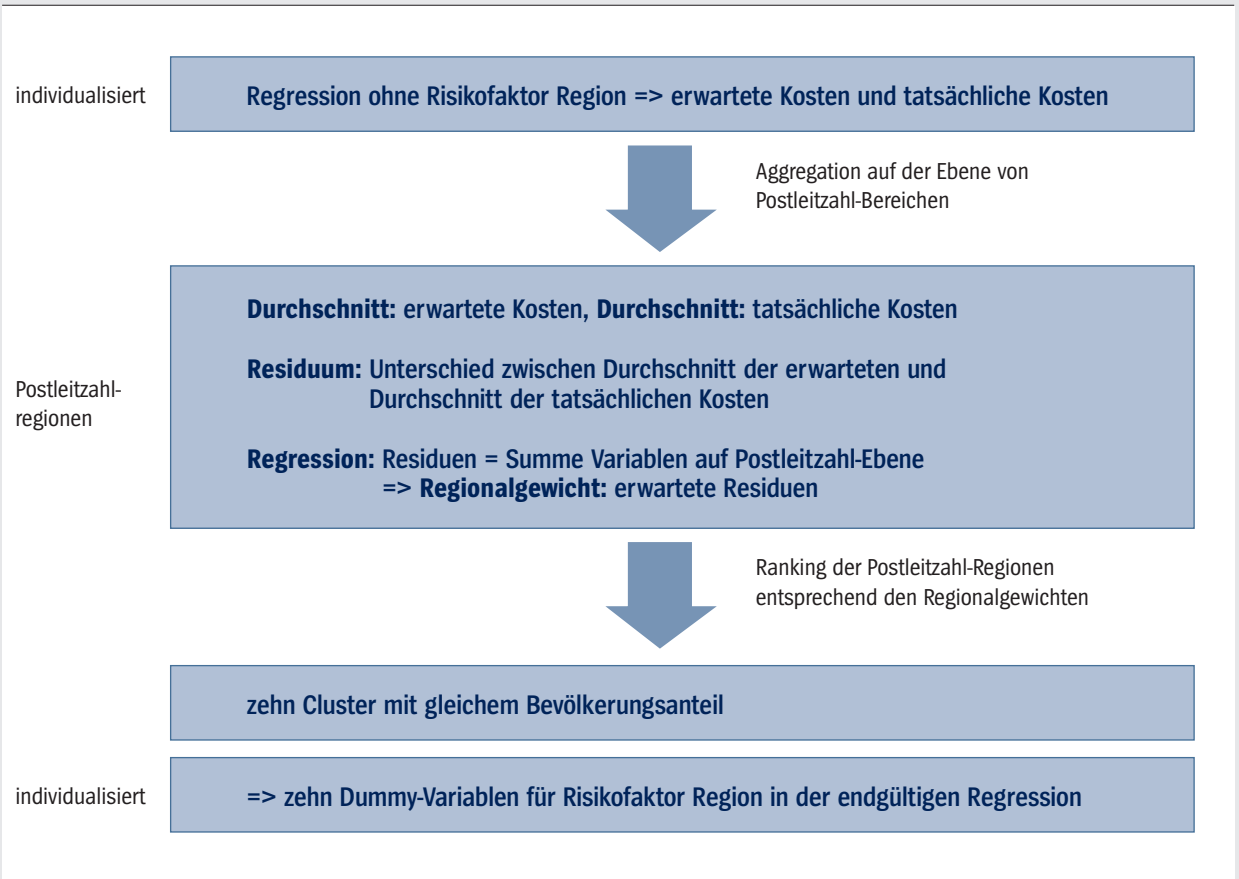 individualisiert
Regression ohne Risikofaktor Region => erwartete Kosten und tatsächliche Kosten
Aggregation auf der Ebene von
Postleitzahl-Bereichen
Postleitzahl-
regionen
Durchschnitt: erwartete Kosten, Durchschnitt: tatsächliche Kosten
Residuum: Unterschied zwischen Durchschnitt der erwarteten und
Durchschnitt der tatsächlichen Kosten
Regression: Residuen = Summe Variablen auf Postleitzahl-Ebene
=> Regionalgewicht: erwartete Residuen
Ranking der Postleitzahl-Regionen
entsprechend den Regionalgewichten
zehn Cluster mit gleichem Bevölkerungsanteil
individualisiert
=> zehn Dummy-Variablen für Risikofaktor Region in der endgültigen Regression